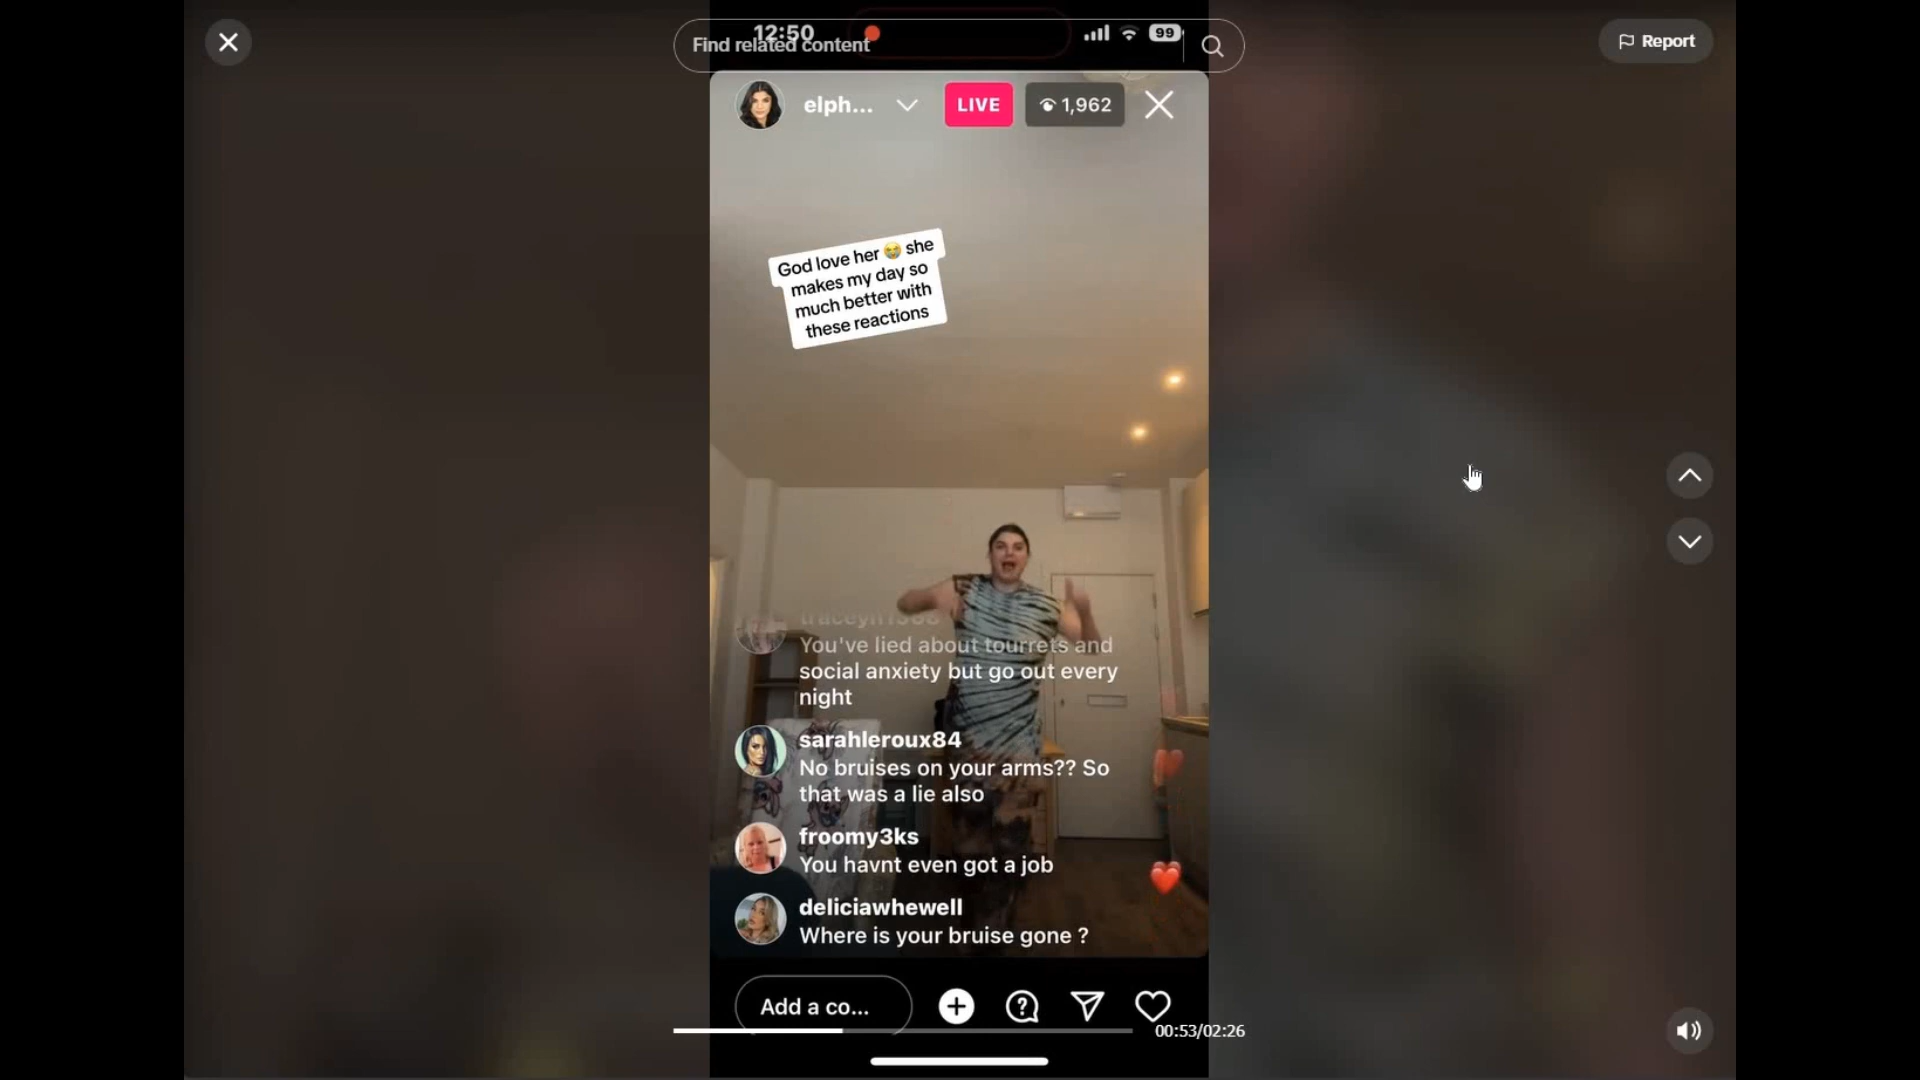 12:50
Find related content
99
Report
elph...
LIVE
1,962
God love her 😭 she
makes my day so
much better with
these reactions
traceyh1968
You've lied about tourrets and
social anxiety but go out every
night
sarahleroux84
No bruises on your arms?? So
that was a lie also
froomy3ks
You havnt even got a job
deliciawhewell
Where is your bruise gone ?
Add a co...
00:53/02:26